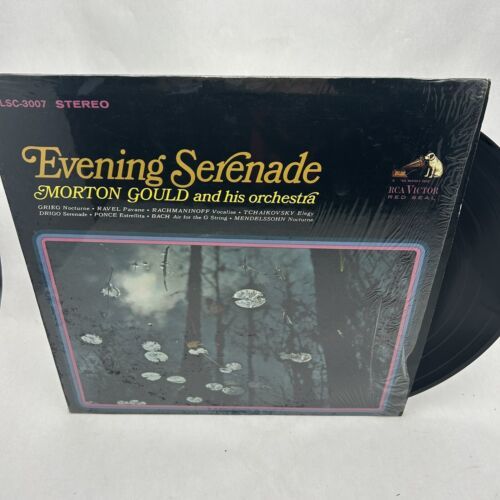 LSC-3007 STEREO
Evening Serenade
MORTON GOULD and his orchestra
GRIEG Nocturne • RAVEL Pavane • RACHMANINOFF Vocalise • TCHAIKOVSKY Elegy
DRIGO Serenade • PONCE Estrellita • BACH Air for the G String • MENDELSSOHN Nocturne
RCA VICTOR
RED SEAL